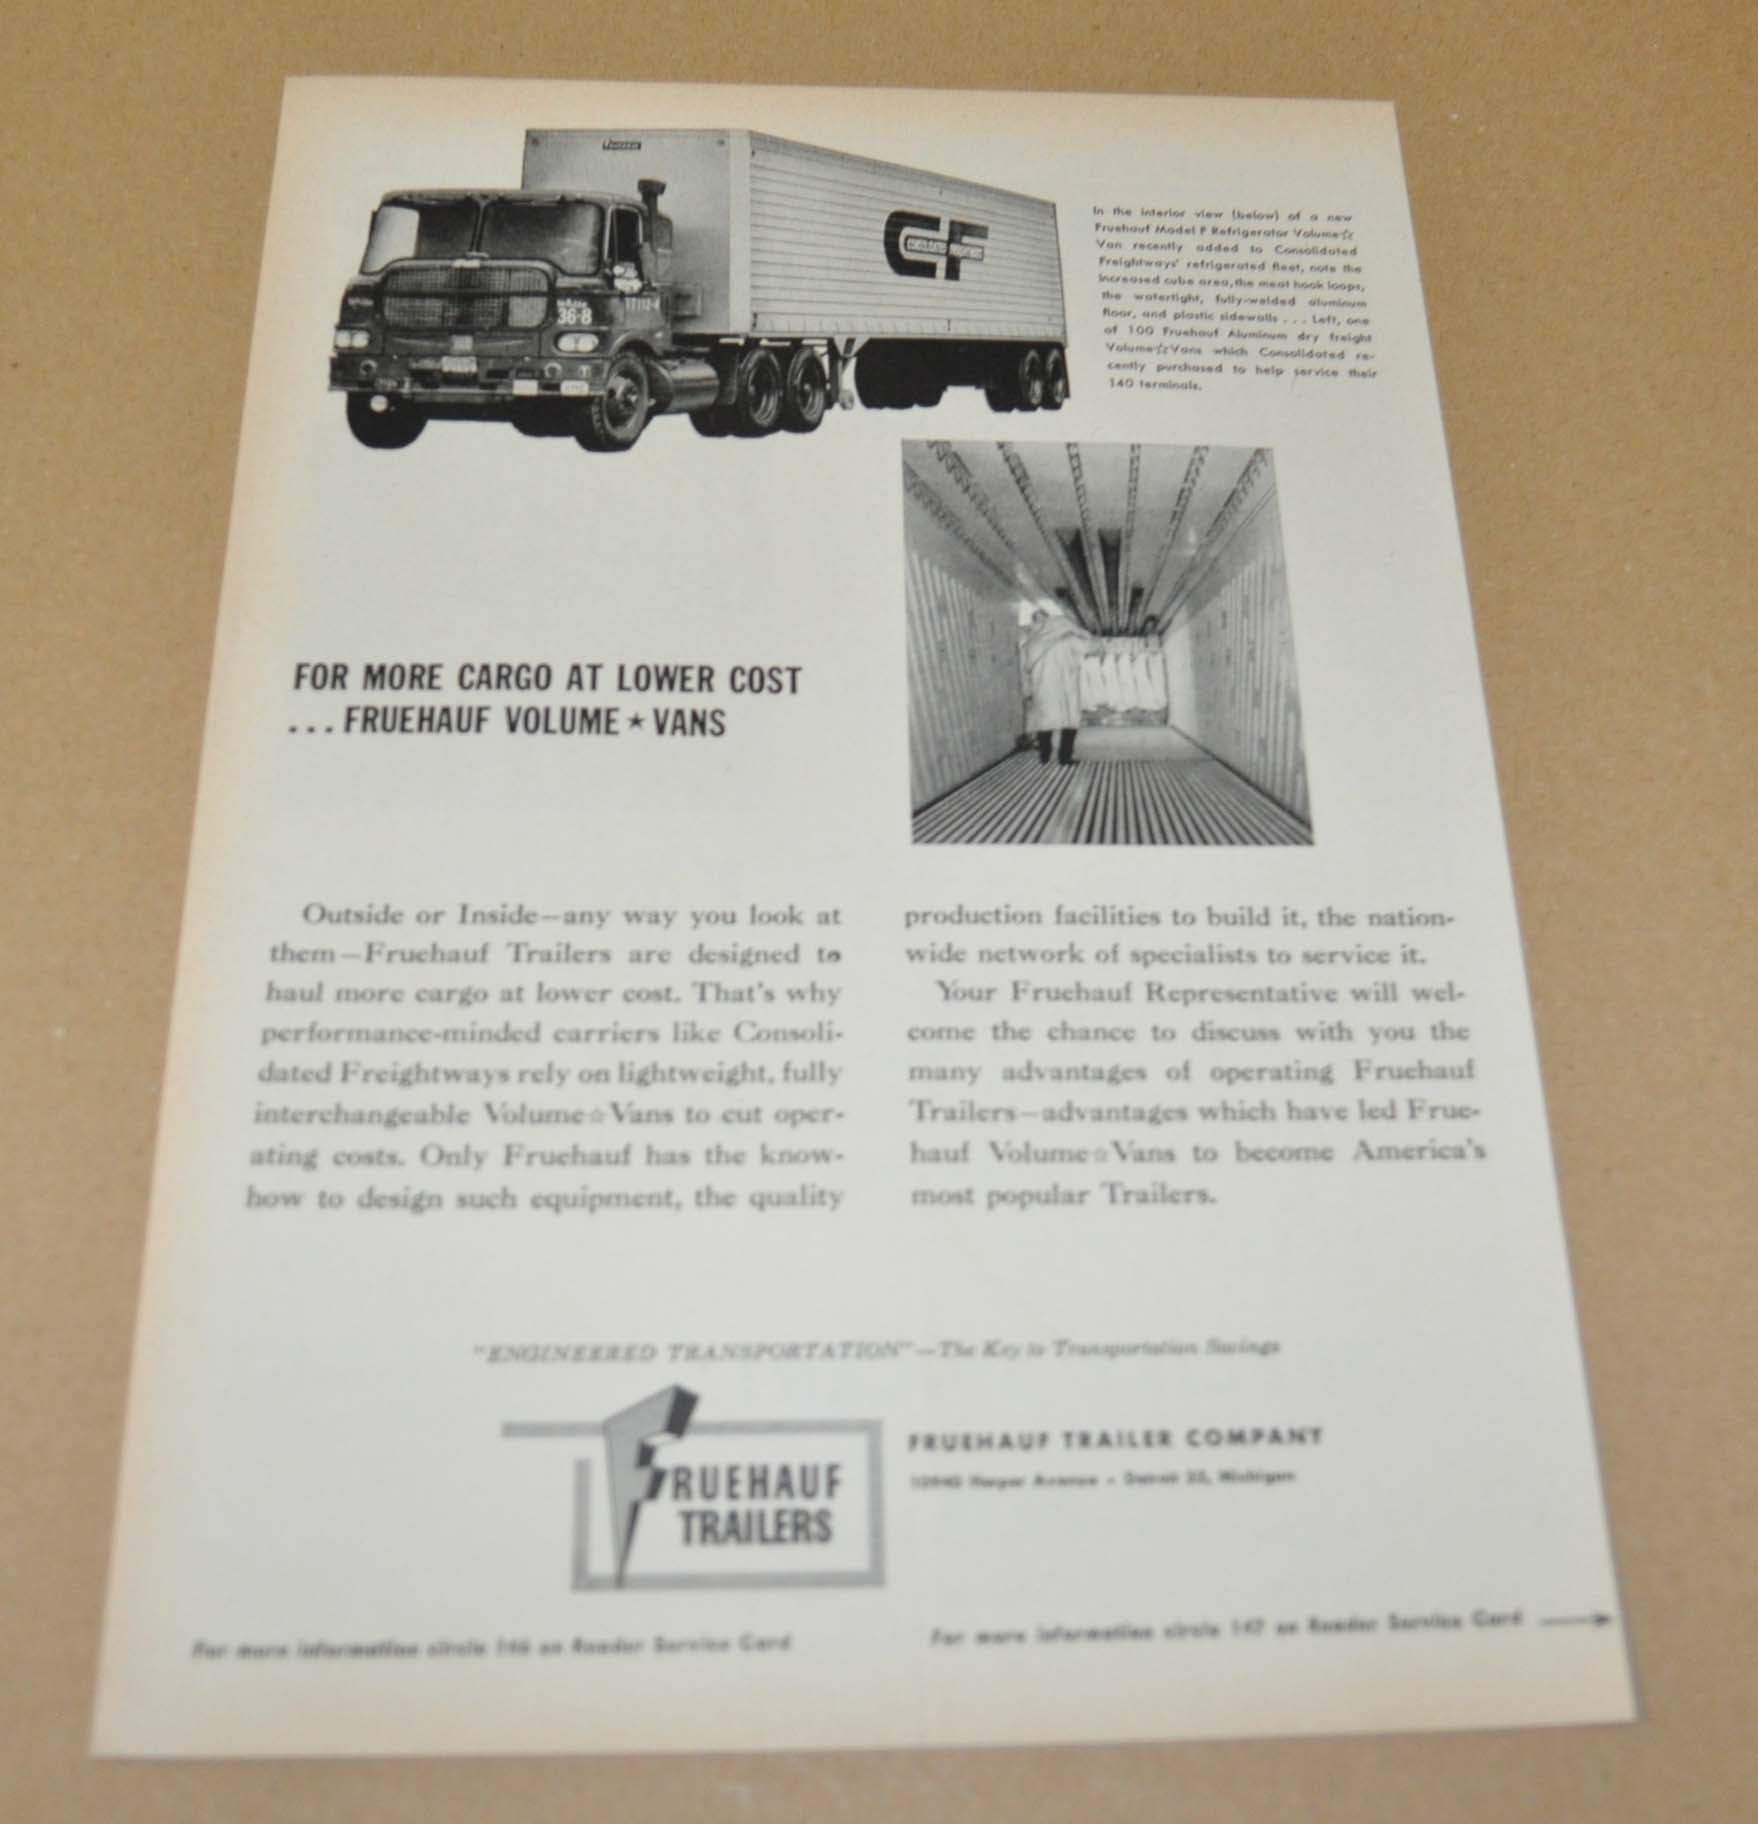 CF
36-8
TT112-4
In the interior view (below) of a new
Fruehauf Model F Refrigerator Volume☆
Van recently added to Consolidated
Freightways' refrigerated fleet, note the
increased cube area, the meat hook loops,
the watertight, fully-welded aluminum
floor, and plastic sidewalls . . . Left, one
of 100 Fruehauf Aluminum dry freight
Volume☆Vans which Consolidated re-
cently purchased to help service their
140 terminals.
FOR MORE CARGO AT LOWER COST
. . . FRUEHAUF VOLUME ★ VANS
Outside or Inside—any way you look at
them—Fruehauf Trailers are designed to
haul more cargo at lower cost. That's why
performance-minded carriers like Consoli-
dated Freightways rely on lightweight, fully
interchangeable Volume☆Vans to cut oper-
ating costs. Only Fruehauf has the know-
how to design such equipment, the quality
production facilities to build it, the nation-
wide network of specialists to service it.
Your Fruehauf Representative will wel-
come the chance to discuss with you the
many advantages of operating Fruehauf
Trailers—advantages which have led Frue-
hauf Volume☆Vans to become America's
most popular Trailers.
"ENGINEERED TRANSPORTATION"—The Key to Transportation Savings
FRUEHAUF
TRAILERS
FRUEHAUF TRAILER COMPANY
Harper Avenue • Detroit 32, Michigan
For more information circle 146 on Reader Service Card
For more information circle 147 on Reader Service Card